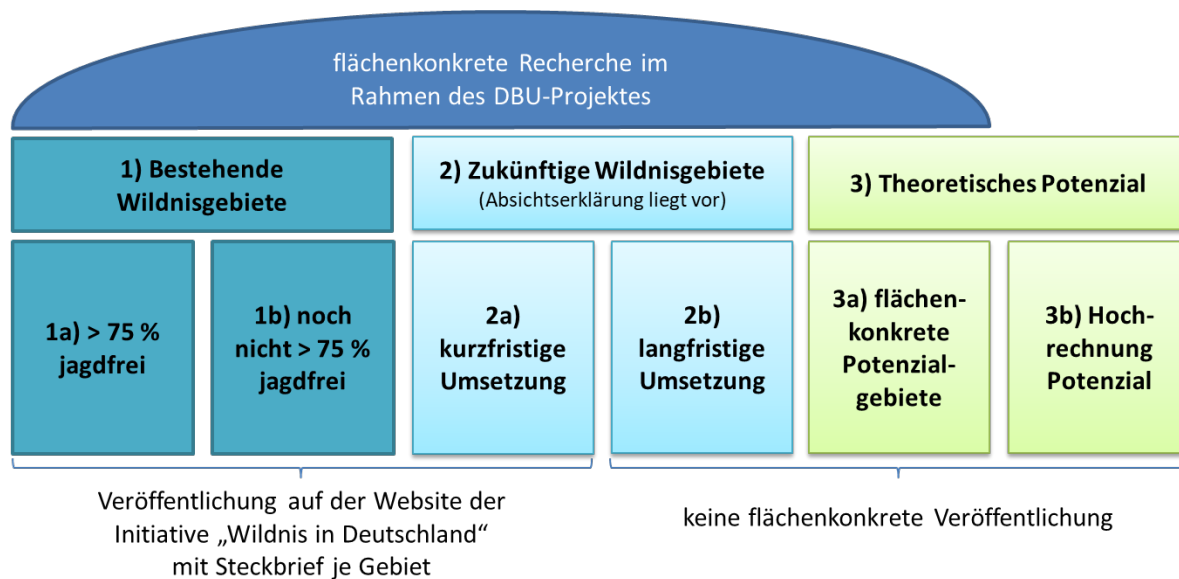 flächenkonkrete Recherche im
Rahmen des DBU-Projektes
1) Bestehende
Wildnisgebiete
2) Zukünftige Wildnisgebiete
(Absichtserklärung liegt vor)
3) Theoretisches Potenzial
1a) > 75 %
jagdfrei
1b) noch
nicht > 75 %
jagdfrei
2a)
kurzfristige
Umsetzung
2b)
langfristige
Umsetzung
3a) flächen-
konkrete
Potenzial-
gebiete
3b) Hoch-
rechnung
Potenzial
Veröffentlichung auf der Website der
Initiative „Wildnis in Deutschland“
mit Steckbrief je Gebiet
keine flächenkonkrete Veröffentlichung